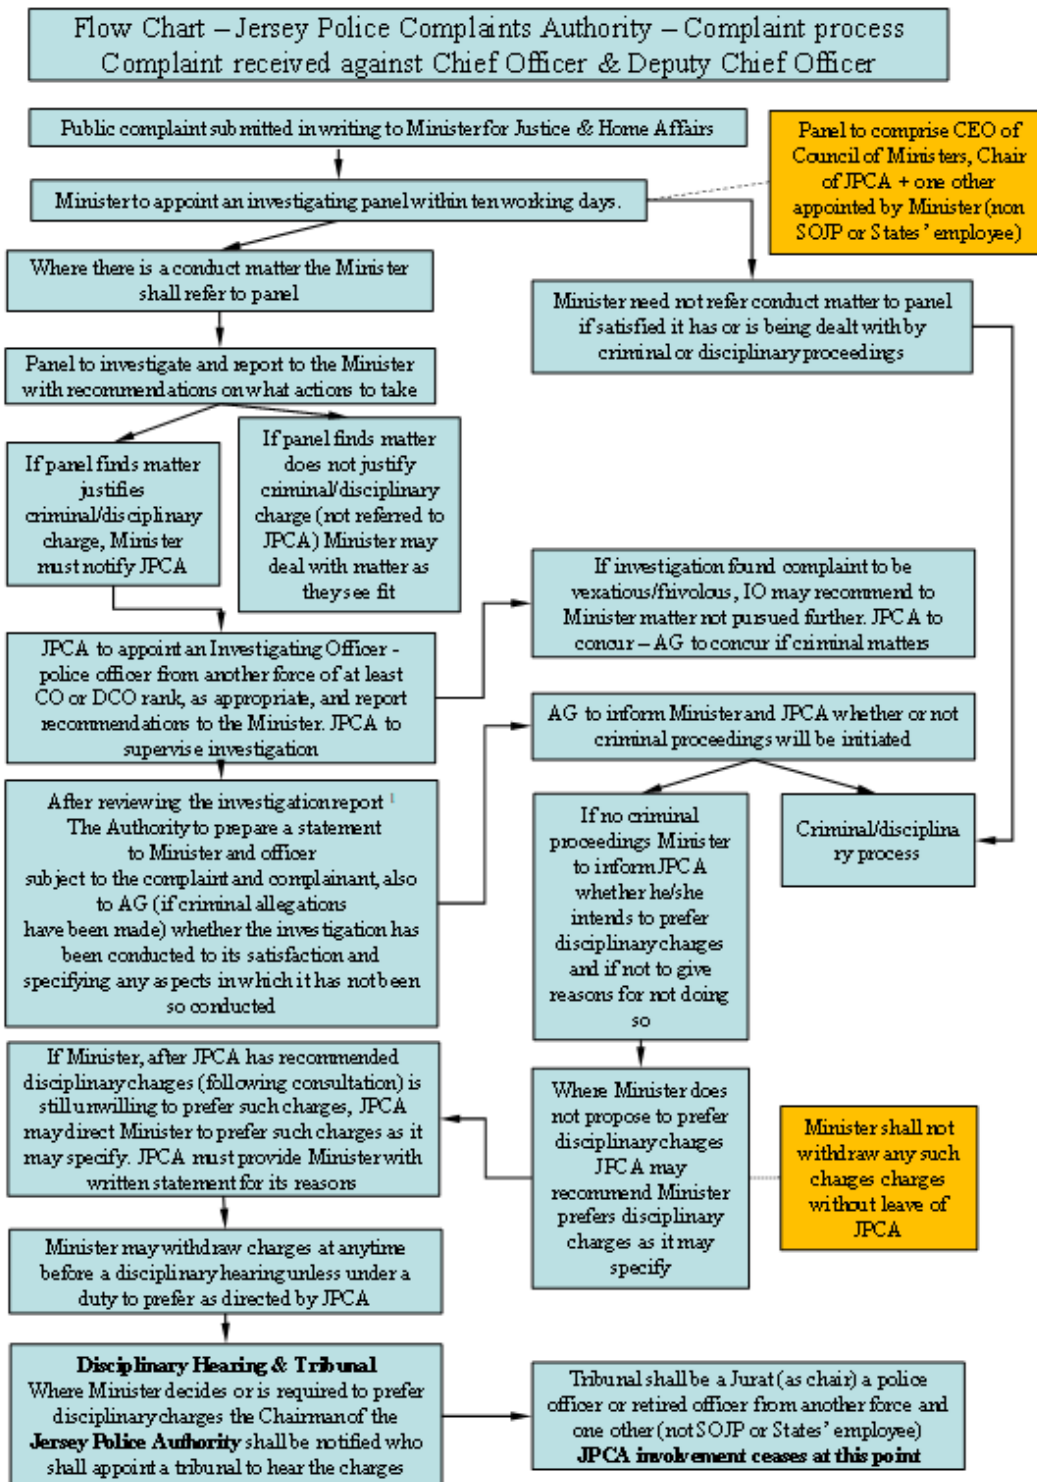 Flow Chart – Jersey Police Complaints Authority – Complaint process
Complaint received against Chief Officer & Deputy Chief Officer
Public complaint submitted in writing to Minister for Justice & Home Affairs
Panel to comprise CEO of
Council of Ministers, Chair
of JPCA + one other
appointed by Minister (non
SOJP or States' employee)
Minister to appoint an investigating panel within ten working days.
Where there is a conduct matter the Minister
shall refer to panel
Minister need not refer conduct matter to panel
if satisfied it has or is being dealt with by
criminal or disciplinary proceedings
Panel to investigate and report to the Minister
with recommendations on what actions to take
If panel finds matter
justifies
criminal/disciplinary
charge, Minister
must notify JPCA
If panel finds matter
does not justify
criminal/disciplinary
charge (not referred to
JPCA) Minister may
deal with matter as
they see fit
If investigation found complaint to be
vexatious/frivolous, IO may recommend to
Minister matter not pursued further. JPCA to
concur – AG to concur if criminal matters
JPCA to appoint an Investigating Officer -
police officer from another force of at least
CO or DCO rank, as appropriate, and report
recommendations to the Minister. JPCA to
supervise investigation
AG to inform Minister and JPCA whether or not
criminal proceedings will be initiated
After reviewing the investigation report 1
The Authority to prepare a statement
to Minister and officer
subject to the complaint and complainant, also
to AG (if criminal allegations
have been made) whether the investigation has
been conducted to its satisfaction and
specifying any aspects in which it has not been
so conducted
If no criminal
proceedings Minister
to inform JPCA
whether he/she
intends to prefer
disciplinary charges
and if not to give
reasons for not doing
so
Criminal/disciplina
ry process
If Minister, after JPCA has recommended
disciplinary charges (following consultation) is
still unwilling to prefer such charges, JPCA
may direct Minister to prefer such charges as it
may specify. JPCA must provide Minister with
written statement for its reasons
Where Minister does
not propose to prefer
disciplinary charges
JPCA may
recommend Minister
prefers disciplinary
charges as it may
specify
Minister shall not
withdraw any such
charges charges
without leave of
JPCA
Minister may withdraw charges at anytime
before a disciplinary hearing unless under a
duty to prefer as directed by JPCA
Disciplinary Hearing & Tribunal
Where Minister decides or is required to prefer
disciplinary charges the Chairman of the
Jersey Police Authority shall be notified who
shall appoint a tribunal to hear the charges
Tribunal shall be a Jurat (as chair) a police
officer or retired officer from another force and
one other (not SOJP or States' employee)
JPCA involvement ceases at this point